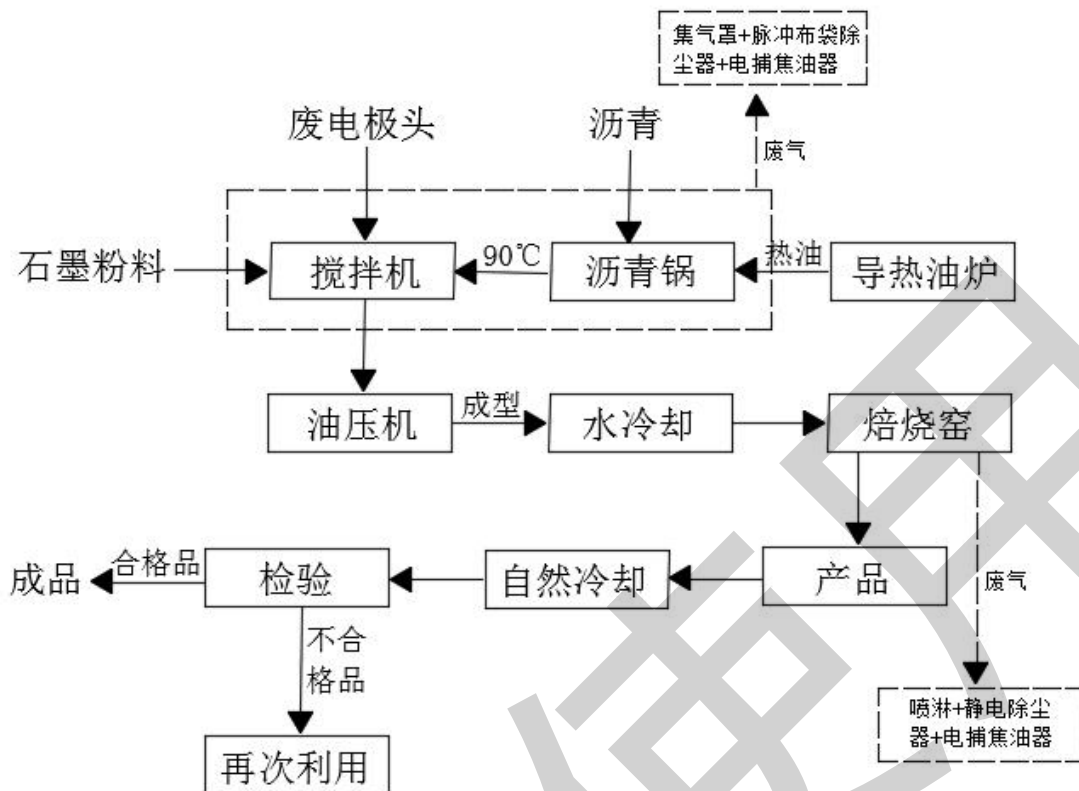 集气罩+脉冲布袋除
尘器+电捕焦油器
废电极头
沥青
废气
石墨粉料
搅拌机
90℃
沥青锅
热油
导热油炉
油压机
成型
水冷却
焙烧窑
成品
合格品
检验
自然冷却
产品
废气
不合
格品
喷淋+静电除尘
器+电捕焦油器
再次利用
使用